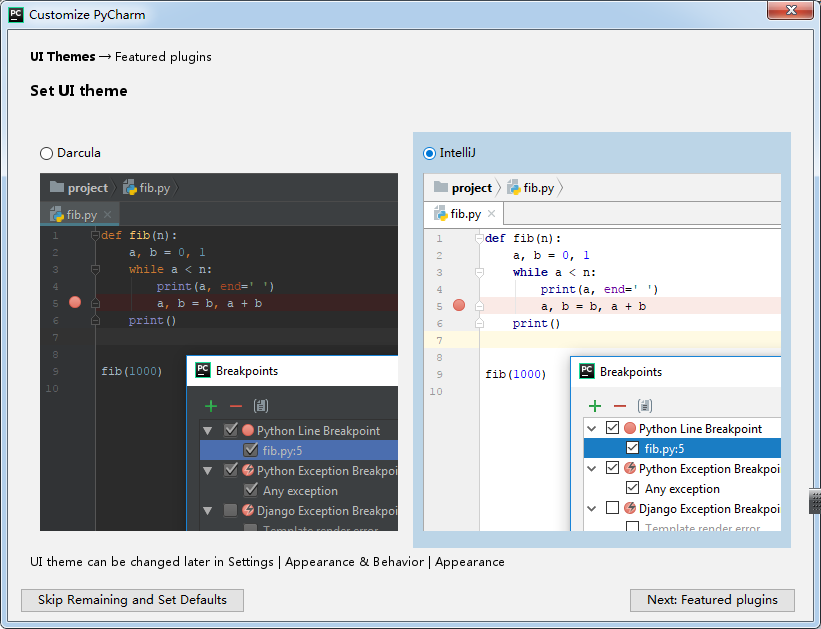 PC Customize PyCharm
UI Themes → Featured plugins
Set UI theme
Darcula
project fib.py
fib.py
1 def fib(n):
2 a, b = 0, 1
3 while a < n:
4 print(a, end=' ')
5 a, b = b, a + b
6 print()
7
8
9 fib(1000)
10
PC Breakpoints
Python Line Breakpoint
fib.py:5
Python Exception Breakpoi
Any exception
Django Exception Breakpoi
Template render error
IntelliJ
project fib.py
fib.py
1 def fib(n):
2 a, b = 0, 1
3 while a < n:
4 print(a, end=' ')
5 a, b = b, a + b
6 print()
7
8
9 fib(1000)
10
PC Breakpoints
Python Line Breakpoint
fib.py:5
Python Exception Breakpoi
Any exception
Django Exception Breakpoi
Template render error
UI theme can be changed later in Settings | Appearance & Behavior | Appearance
Skip Remaining and Set Defaults
Next: Featured plugins